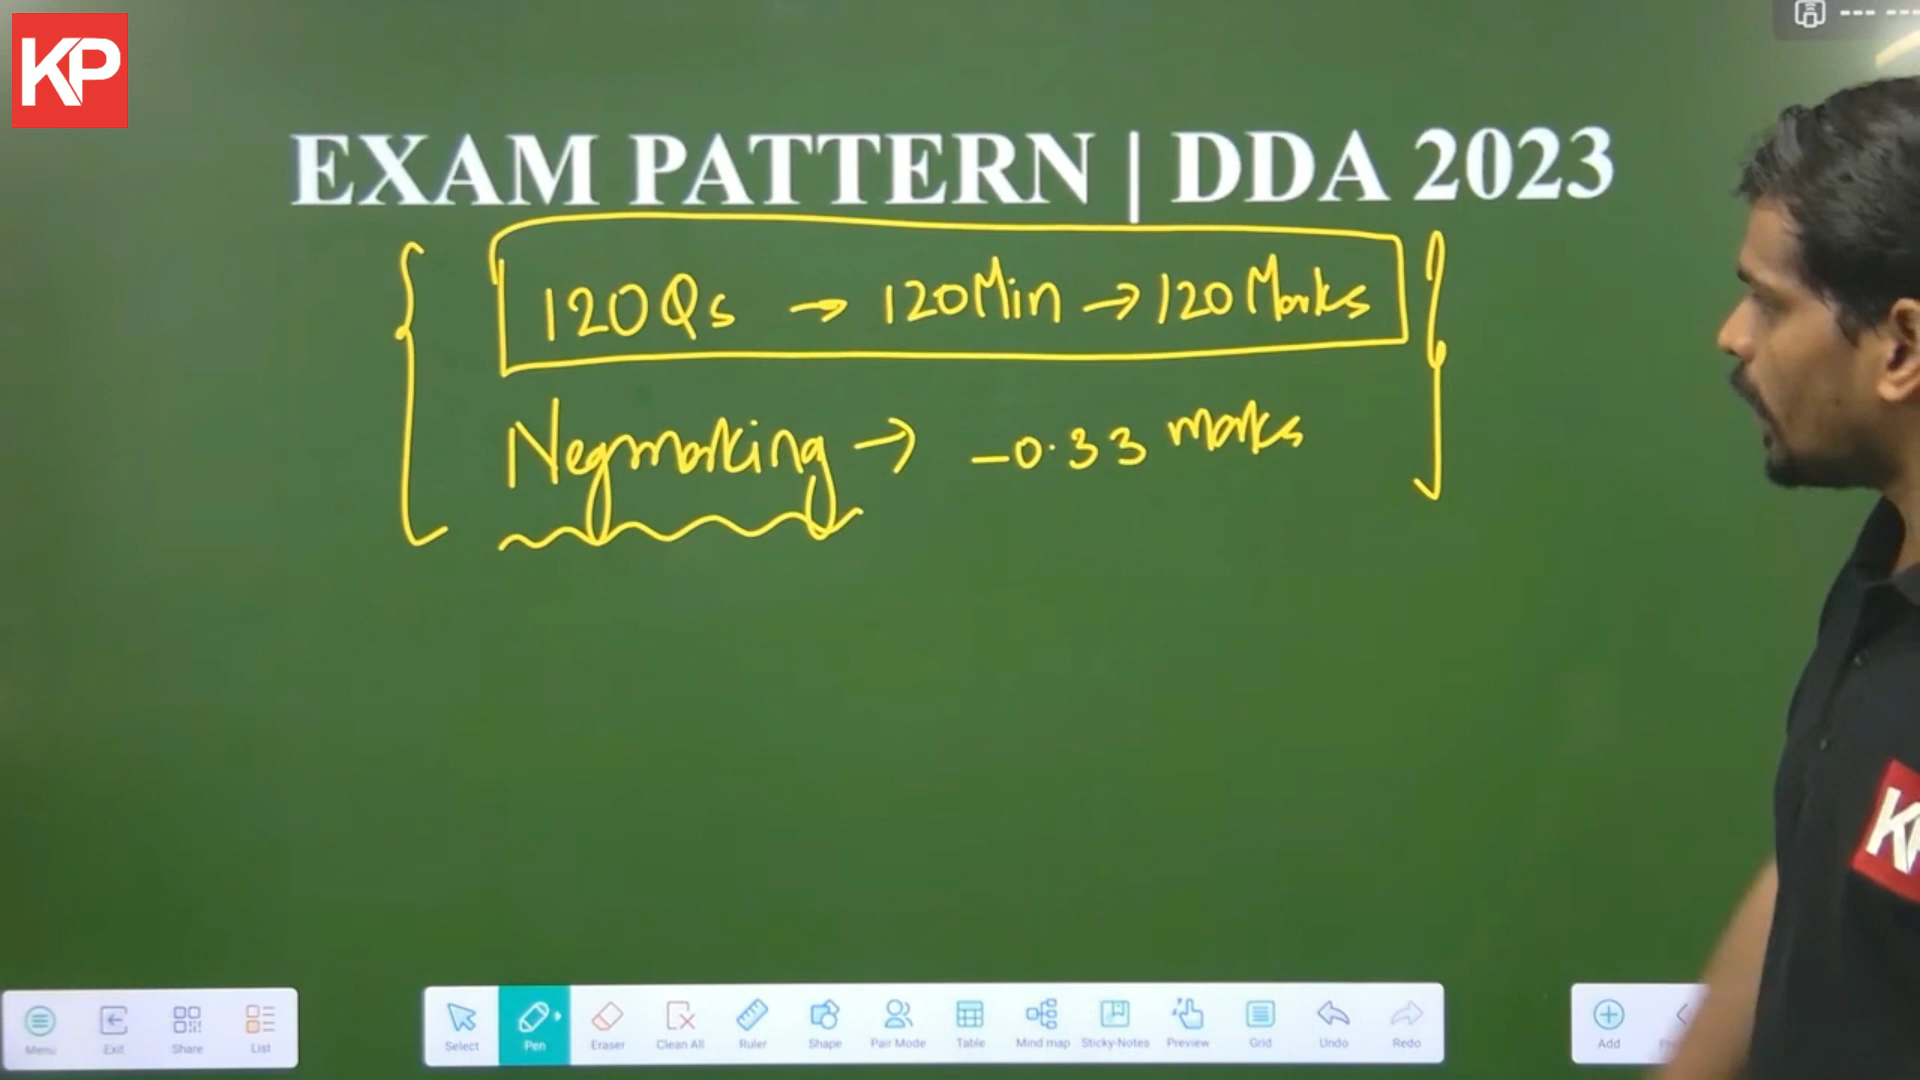 KP
EXAM PATTERN | DDA 2023
120Qs → 120Min → 120 Marks
Negmarking → -0.33 marks
KP
Menu Exit Share List Select Pen Eraser Clean All Ruler Shape Pair Mode Table Mind map Sticky-Notes Preview Grid Undo Redo Add